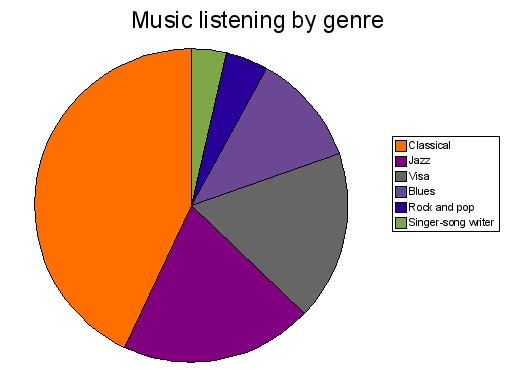 Music listening by genre
Classical
Jazz
Visa
Blues
Rock and pop
Singer-song writer